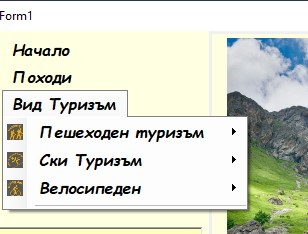 Form1
Начало
Походи
Вид Туризъм
Пешеходен туризъм
Ски Туризъм
Велосипеден